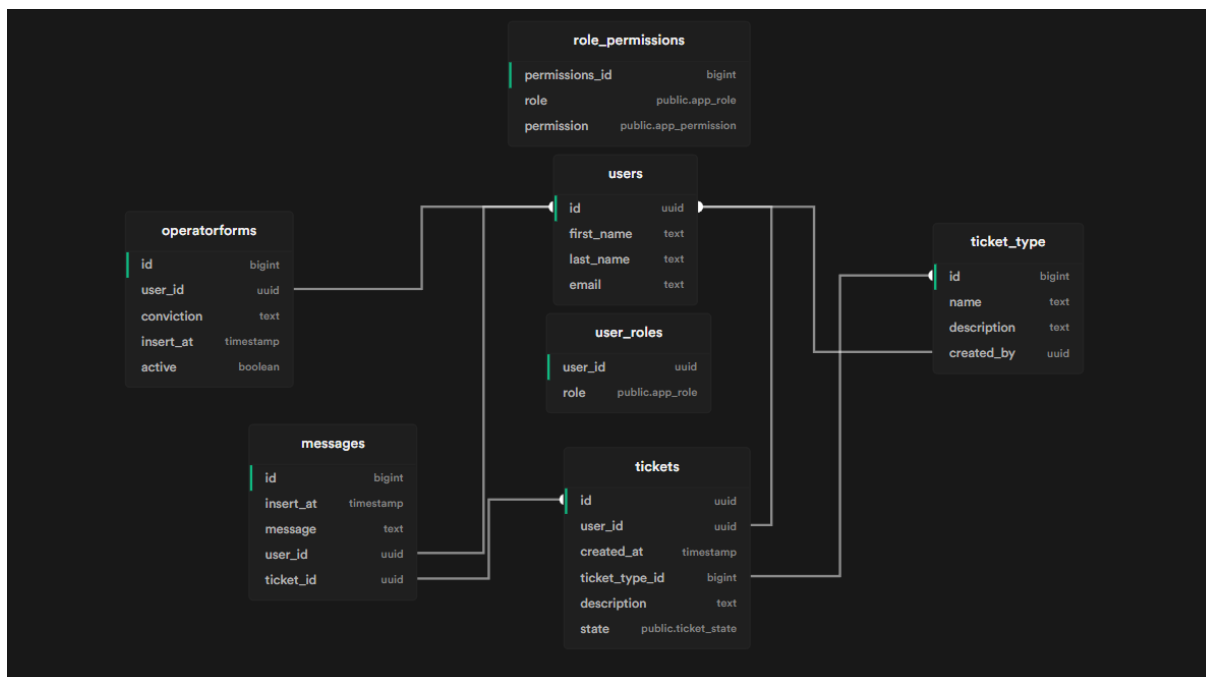 role_permissions
permissions_id bigint
role public.app_role
permission public.app_permission
users
id uuid
first_name text
last_name text
email text
operatorforms
id bigint
user_id uuid
conviction text
insert_at timestamp
active boolean
ticket_type
id bigint
name text
description text
created_by uuid
user_roles
user_id uuid
role public.app_role
messages
id bigint
insert_at timestamp
message text
user_id uuid
ticket_id uuid
tickets
id uuid
user_id uuid
created_at timestamp
ticket_type_id bigint
description text
state public.ticket_state